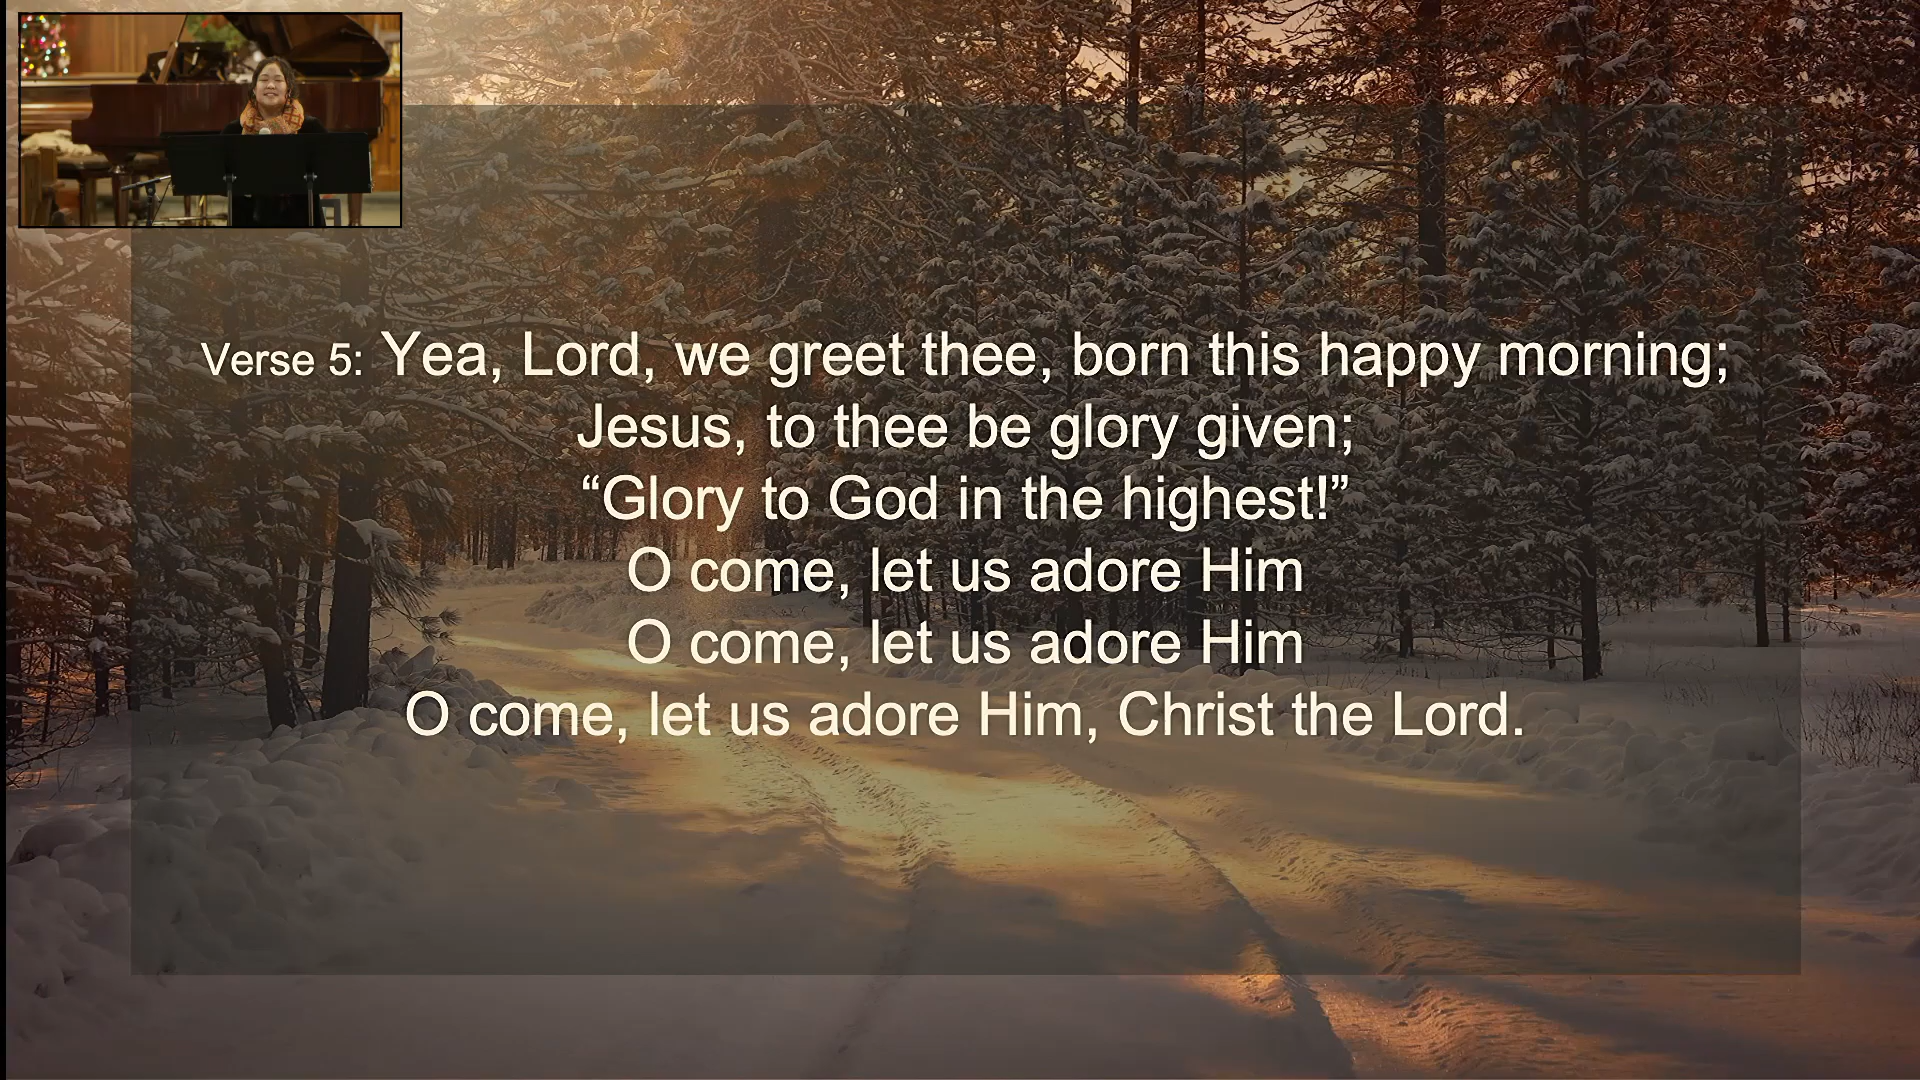 Verse 5: Yea, Lord, we greet thee, born this happy morning;
Jesus, to thee be glory given;
“Glory to God in the highest!”
O come, let us adore Him
O come, let us adore Him
O come, let us adore Him, Christ the Lord.